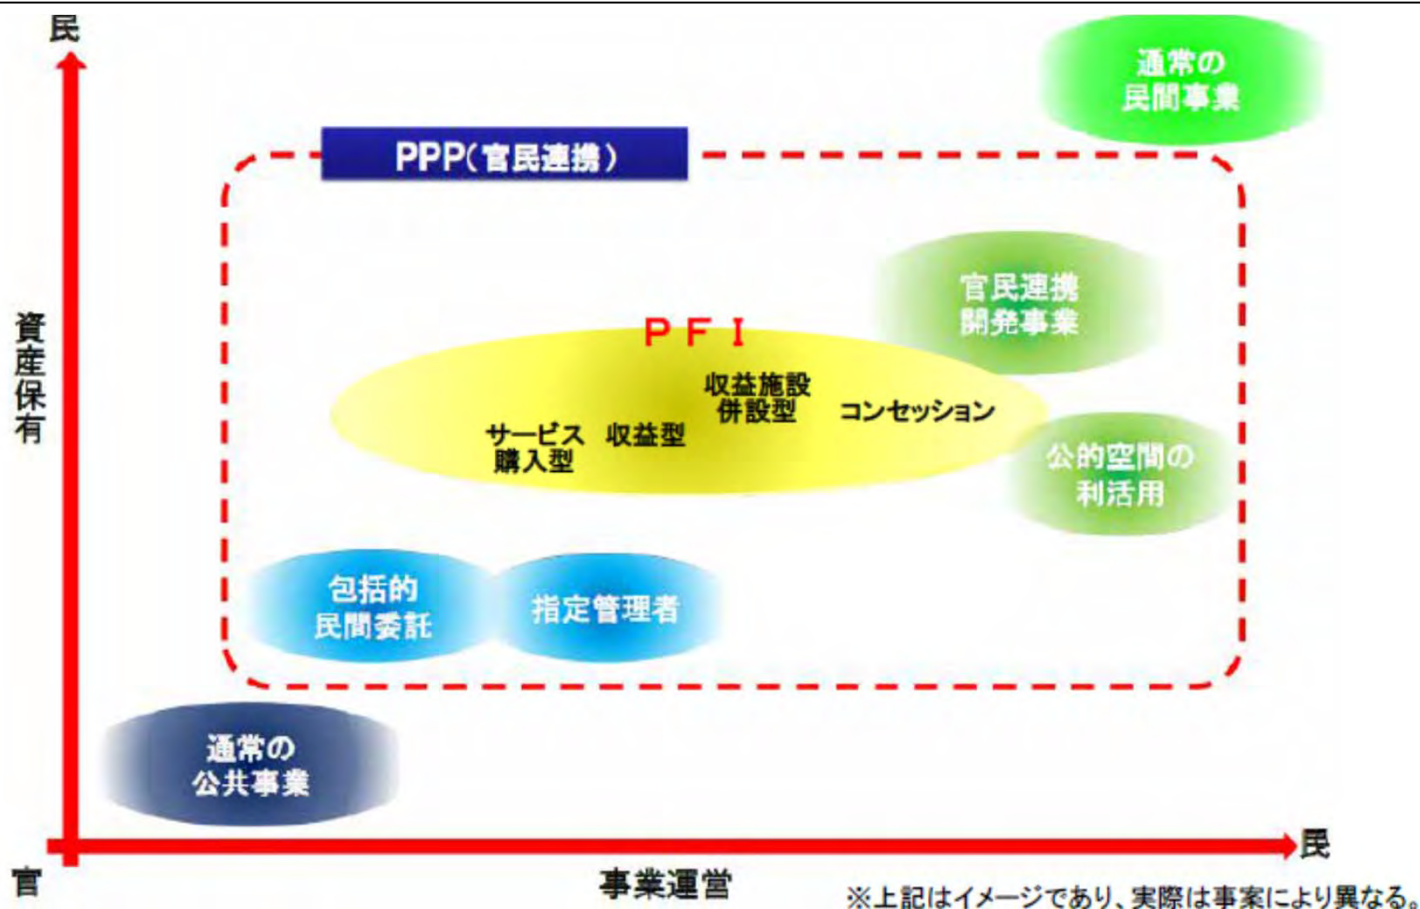 民
通常の
民間事業
PPP(官民連携)
官民連携
開発事業
PFI
収益施設
併設型
コンセッション
サービス
購入型
収益型
資産保有
公的空間の
利活用
包括的
民間委託
指定管理者
通常の
公共事業
民
官
事業運営
※上記はイメージであり、実際は事案により異なる。